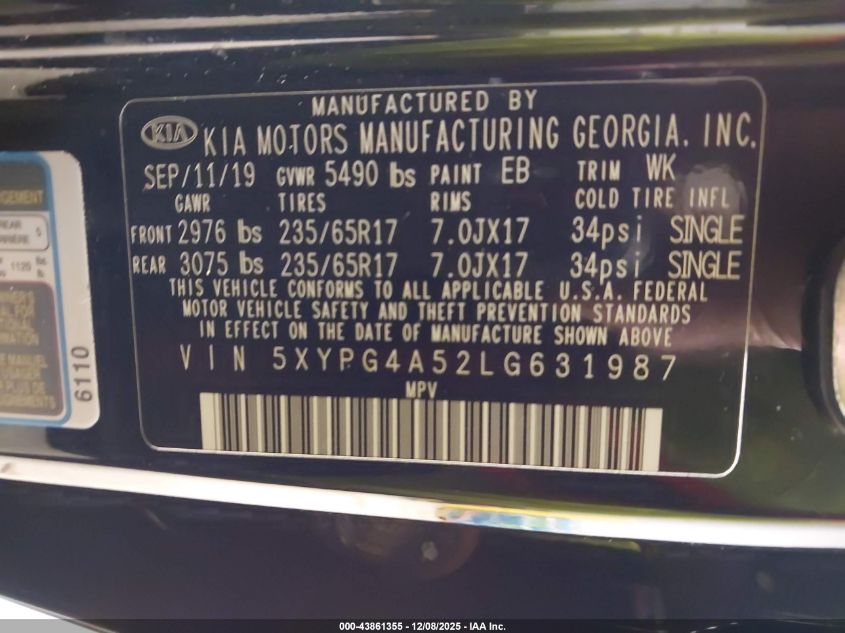 MANUFACTURED BY
KIA KIA MOTORS MANUFACTURING GEORGIA, INC.
SEP/11/19 GVWR 5490 lbs PAINT EB TRIM WK
GAWR TIRES RIMS COLD TIRE INFL
FRONT 2976 lbs 235/65R17 7.0JX17 34psi SINGLE
REAR 3075 lbs 235/65R17 7.0JX17 34psi SINGLE
THIS VEHICLE CONFORMS TO ALL APPLICABLE U.S.A. FEDERAL
MOTOR VEHICLE SAFETY AND THEFT PREVENTION STANDARDS
IN EFFECT ON THE DATE OF MANUFACTURE SHOWN ABOVE
VIN 5XYPG4A52LG631987
MPV
6110
000-43861355 - 12/08/2025 - IAA Inc.